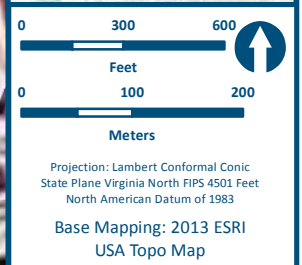 0 300 600
Feet
0 100 200
Meters
Projection: Lambert Conformal Conic
State Plane Virginia North FIPS 4501 Feet
North American Datum of 1983
Base Mapping: 2013 ESRI
USA Topo Map